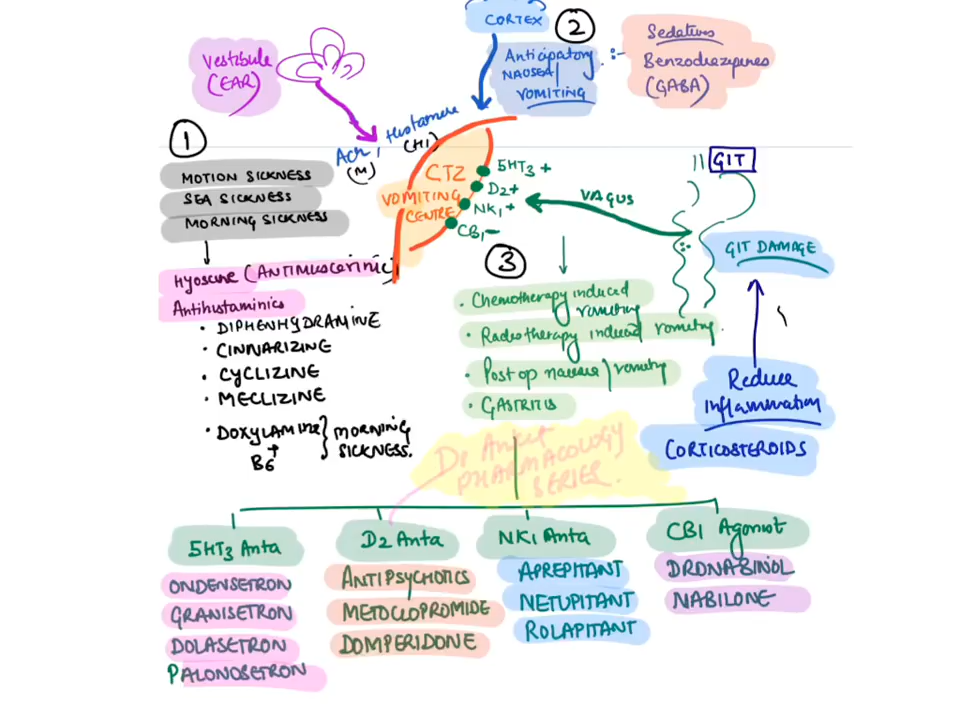 CORTEX
2
Sedatives
Vestibule
(EAR)
Anticipatory
NAUSEA/
VOMITING
:-
Benzodiazepines
(GABA)
1
Ach, Histamine
(M)
(H1)
MOTION SICKNESS
SEA SICKNESS
MORNING SICKNESS
CTZ
VOMITING
CENTRE
5HT3 +
D2+
NK1+
CB1-
VAGUS
GIT
GIT DAMAGE
Hyoscine (ANTIMUSCARINIC)
Antihistaminics
• DIPHENHYDRAMINE
• CINNARIZINE
• CYCLIZINE
• MECLIZINE
• DOXYLAMINE
+
B6
MORNING
SICKNESS.
3
• Chemotherapy induced
vomiting
• Radiotherapy induced vomiting.
• Post op nausea/vomiting
• GASTRITIS
Reduce
Inflammation
CORTICOSTEROIDS
Dr Ankit
PHARMACOLOGY
SERIES.
5HT3 Anta
ONDENSETRON
GRANISETRON
DOLASETRON
PALONOSETRON
D2 Anta
ANTIPSYCHOTICS
METOCLOPROMIDE
DOMPERIDONE
NK1 Anta
APREPITANT
NETUPITANT
ROLAPITANT
CB1 Agonist
DRONABINOL
NABILONE